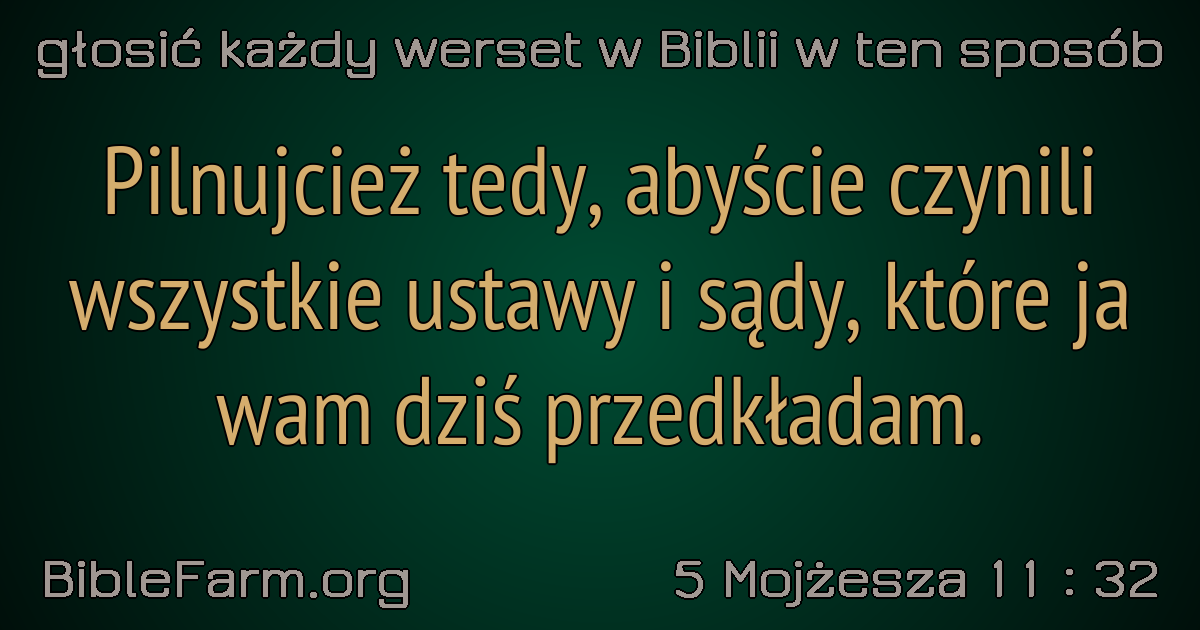 głosić każdy werset w Biblii w ten sposób
Pilnujcież tedy, abyście czynili
wszystkie ustawy i sądy, które ja
wam dziś przedkładam.
BibleFarm.org
5 Mojżesza 11 : 32